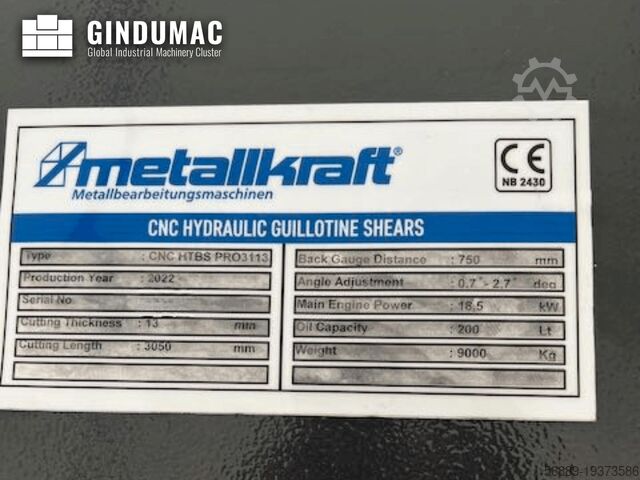 GINDUMAC
Global Industrial Machinery Cluster
metallkraft®
Metallbearbeitungsmaschinen
CE
NB 2430
CNC HYDRAULIC GUILLOTINE SHEARS
Type : CNC HTBS PRO3113
Production Year : 2022
Serial No
Cutting Thickness : 13 mm
Cutting Length : 3050 mm
Back Gauge Distance : 750 mm
Angle Adjustment : 0.7° - 2.7° deg
Main Engine Power : 18,5 kW
Oil Capacity : 200 Lt
Weight : 9000 Kg